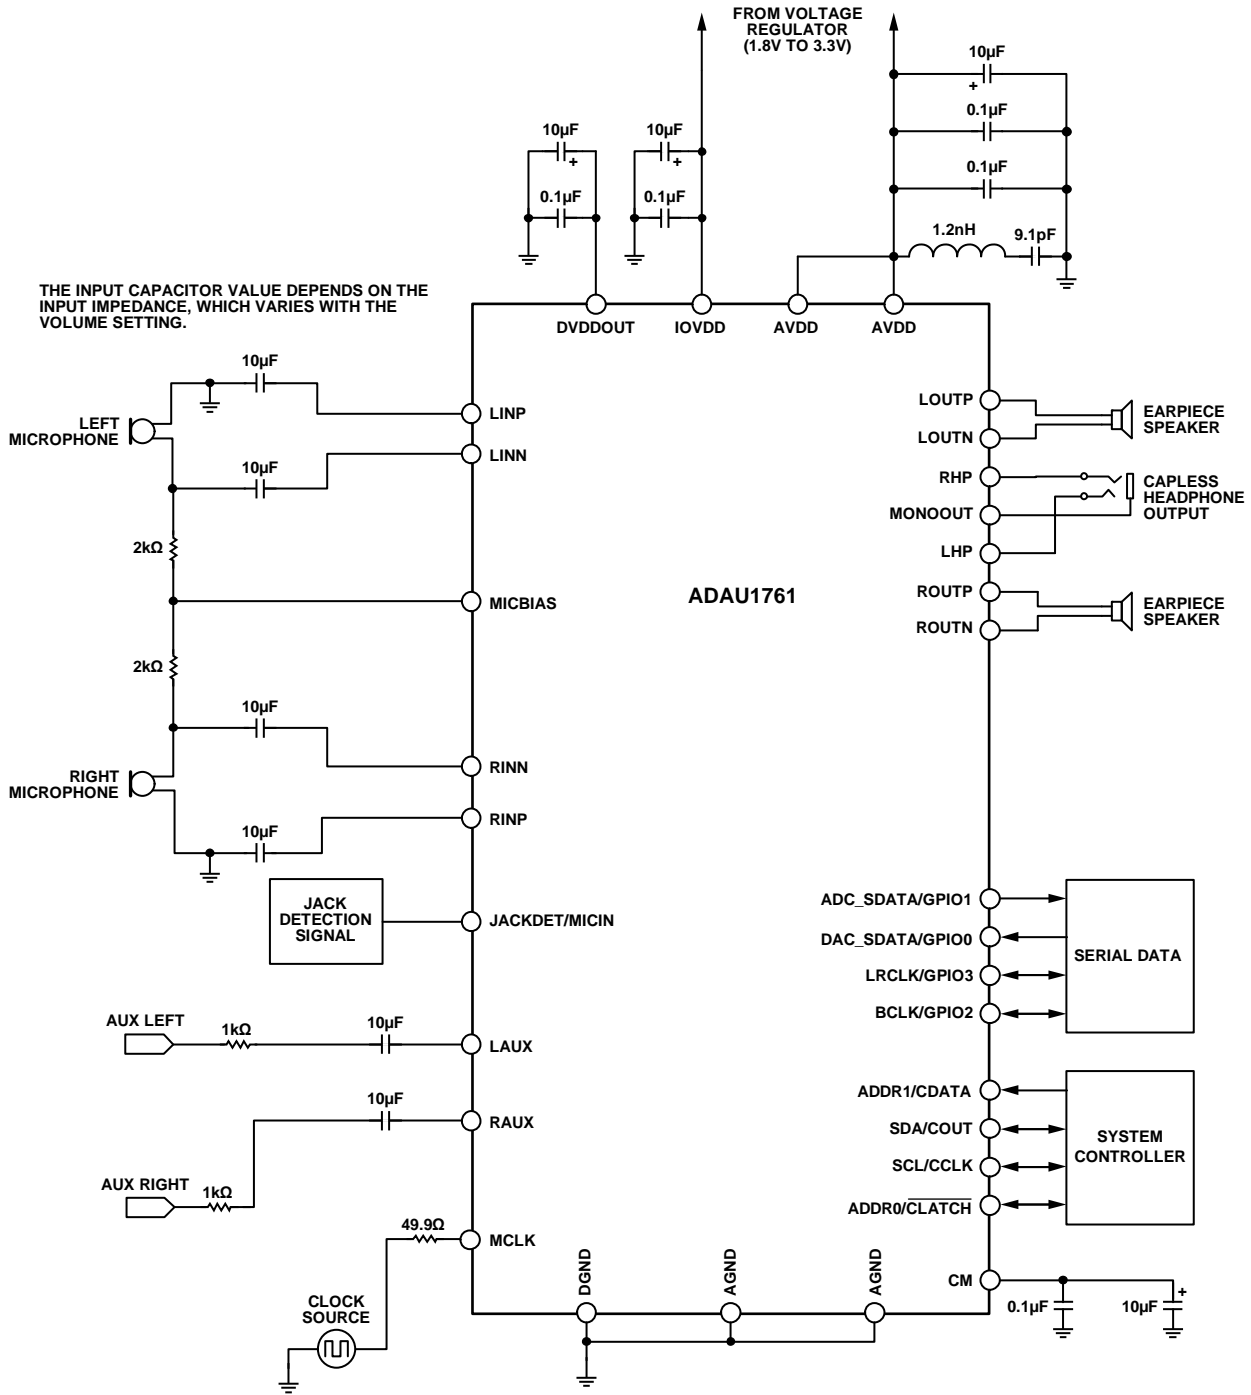 FROM VOLTAGE
REGULATOR
(1.8V TO 3.3V)
10µF
+
0.1µF
10µF
+
10µF
+
0.1µF
0.1µF
0.1µF
1.2nH
9.1pF
THE INPUT CAPACITOR VALUE DEPENDS ON THE
INPUT IMPEDANCE, WHICH VARIES WITH THE
VOLUME SETTING.
DVDDOUT
IOVDD
AVDD
AVDD
10µF
LINP
LEFT
MICROPHONE
LINN
10µF
2kΩ
MICBIAS
2kΩ
10µF
RINN
RIGHT
MICROPHONE
RINP
10µF
JACK
DETECTION
SIGNAL
JACKDET/MICIN
AUX LEFT
1kΩ
10µF
LAUX
10µF
RAUX
AUX RIGHT
1kΩ
49.9Ω
MCLK
CLOCK
SOURCE
ADAU1761
LOUTP
LOUTN
EARPIECE
SPEAKER
RHP
MONOOUT
LHP
CAPLESS
HEADPHONE
OUTPUT
ROUTP
ROUTN
EARPIECE
SPEAKER
ADC_SDATA/GPIO1
DAC_SDATA/GPIO0
LRCLK/GPIO3
BCLK/GPIO2
SERIAL DATA
ADDR1/CDATA
SDA/COUT
SCL/CCLK
ADDR0/CLATCH
SYSTEM
CONTROLLER
DGND
AGND
AGND
CM
0.1µF
10µF
+